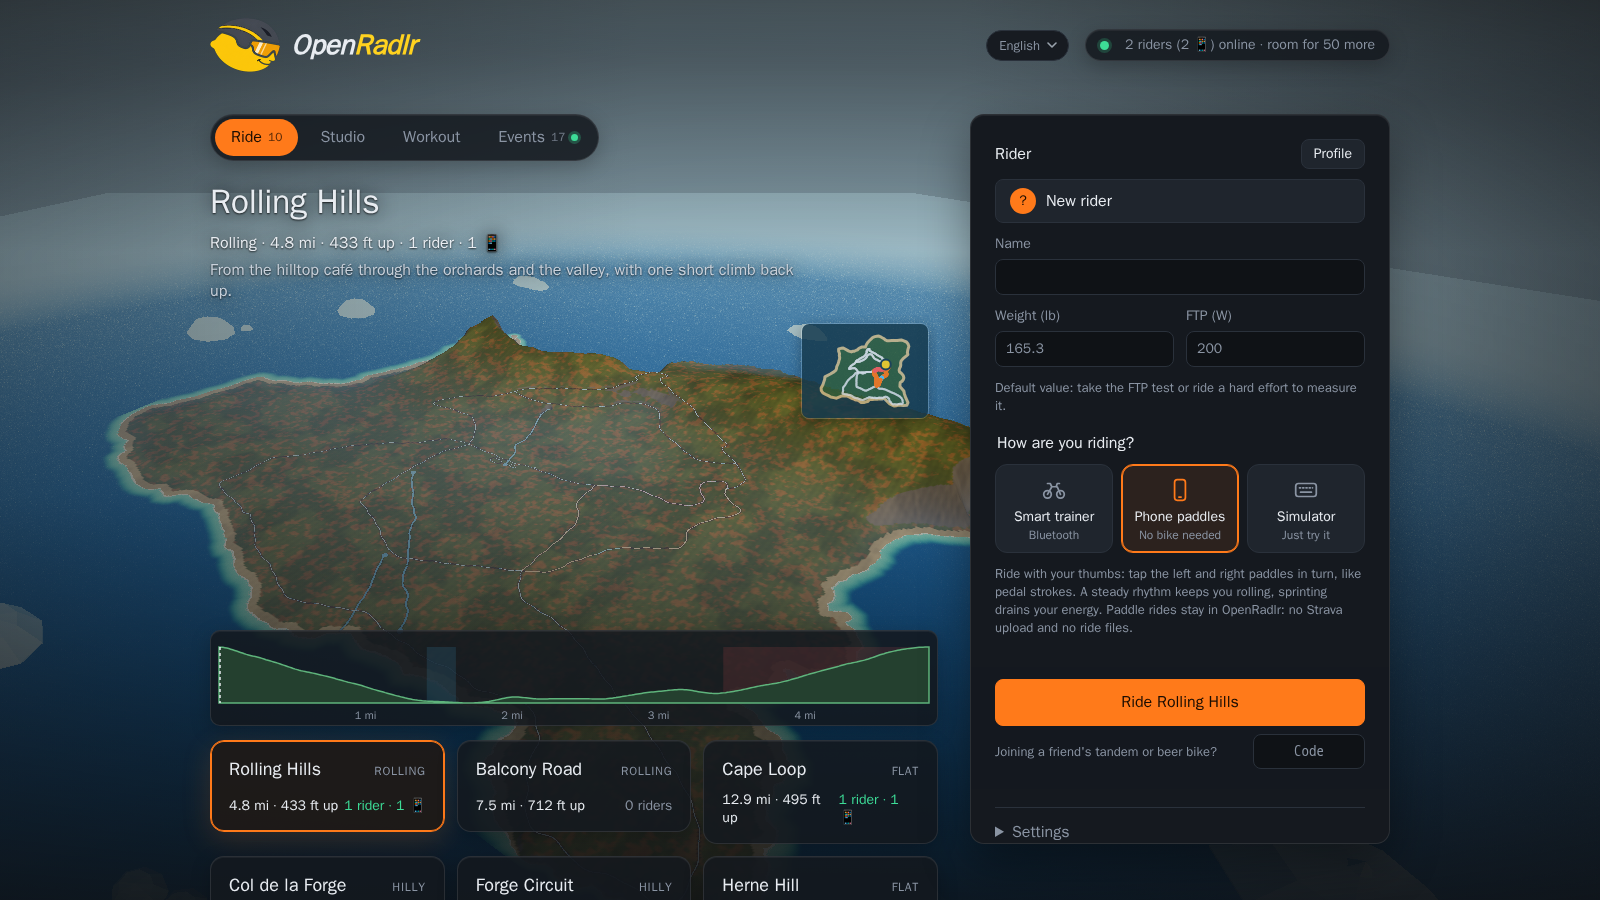 OpenRadlr
English
2 riders (2 📱) online · room for 50 more
Ride 10
Studio
Workout
Events 17
Rolling Hills
Rolling · 4.8 mi · 433 ft up · 1 rider · 1 📱
From the hilltop café through the orchards and the valley, with one short climb back
up.
1 mi
2 mi
3 mi
4 mi
Rolling Hills
ROLLING
4.8 mi · 433 ft up
1 rider · 1 📱
Balcony Road
ROLLING
7.5 mi · 712 ft up
0 riders
Cape Loop
FLAT
12.9 mi · 495 ft
up
1 rider · 1
📱
Col de la Forge
HILLY
Forge Circuit
HILLY
Herne Hill
FLAT
Rider
Profile
?
New rider
Name
Weight (lb)
FTP (W)
165.3
200
Default value: take the FTP test or ride a hard effort to measure
it.
How are you riding?
Smart trainer
Bluetooth
Phone paddles
No bike needed
Simulator
Just try it
Ride with your thumbs: tap the left and right paddles in turn, like
pedal strokes. A steady rhythm keeps you rolling, sprinting
drains your energy. Paddle rides stay in OpenRadlr: no Strava
upload and no ride files.
Ride Rolling Hills
Joining a friend's tandem or beer bike?
Code
Settings